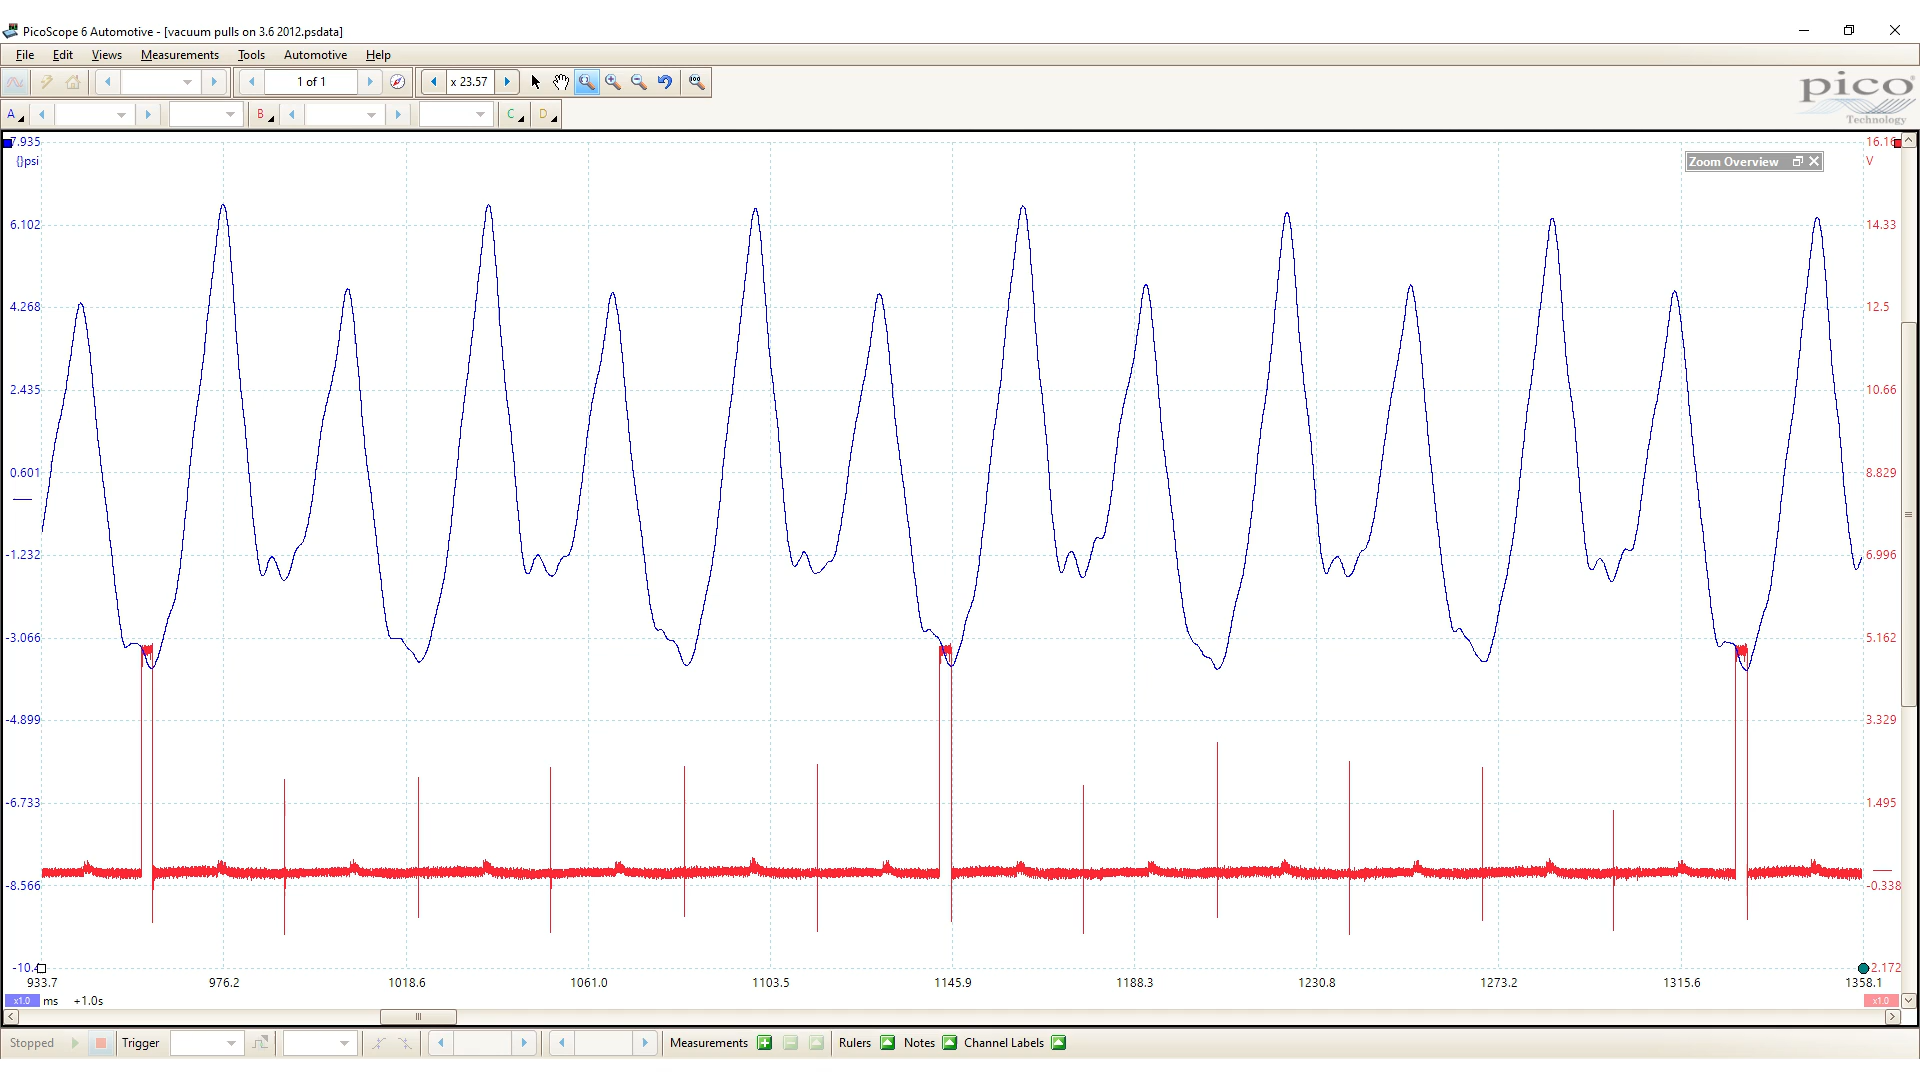 PicoScope 6 Automotive - [vacuum pulls on 3.6 2012.psdata]
File Edit Views Measurements Tools Automotive Help
1 of 1 x 23.57
A B C D
pico
Technology
7.935 16.16
{}psi Zoom Overview V
6.102 14.33
4.268 12.5
2.435 10.66
0.601 8.829
-1.232 6.996
-3.066 5.162
-4.899 3.329
-6.733 1.495
-8.566 -0.338
-10.4 2.172
933.7 976.2 1018.6 1061.0 1103.5 1145.9 1188.3 1230.8 1273.2 1315.6 1358.1
x1.0 ms +1.0s x1.0
Stopped Trigger Measurements Rulers Notes Channel Labels